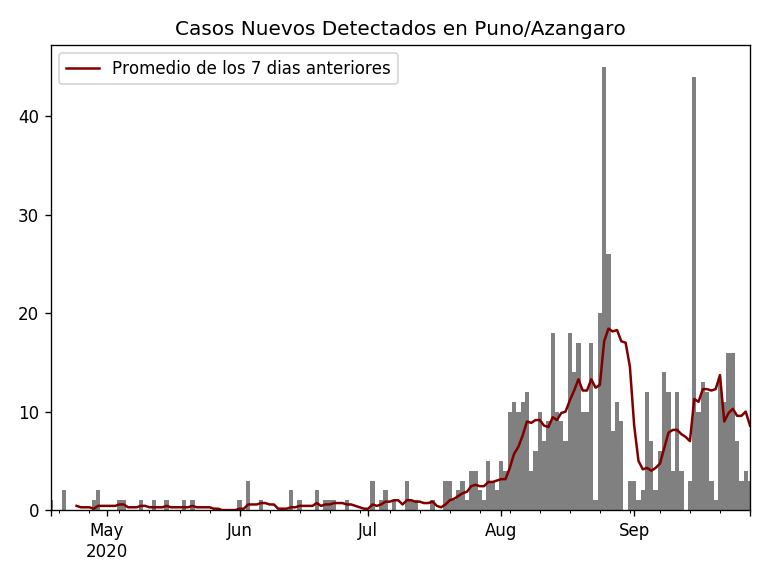 Casos Nuevos Detectados en Puno/Azangaro
Promedio de los 7 dias anteriores
40
30
20
10
0
May Jun Jul Aug Sep
2020